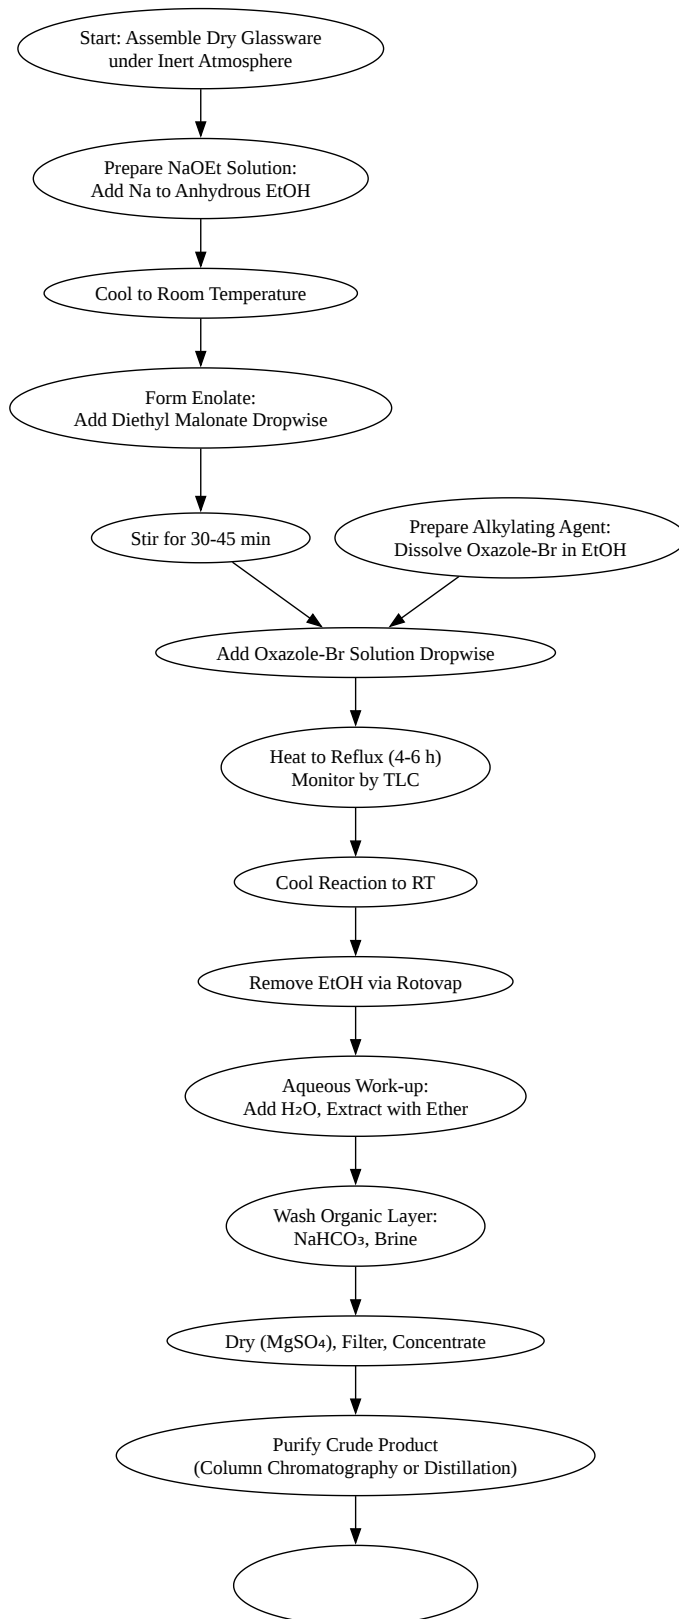 Start: Assemble Dry Glassware
under Inert Atmosphere
Prepare NaOEt Solution:
Add Na to Anhydrous EtOH
Cool to Room Temperature
Form Enolate:
Add Diethyl Malonate Dropwise
Stir for 30-45 min
Prepare Alkylating Agent:
Dissolve Oxazole-Br in EtOH
Add Oxazole-Br Solution Dropwise
Heat to Reflux (4-6 h)
Monitor by TLC
Cool Reaction to RT
Remove EtOH via Rotovap
Aqueous Work-up:
Add H₂O, Extract with Ether
Wash Organic Layer:
NaHCO₃, Brine
Dry (MgSO₄), Filter, Concentrate
Purify Crude Product
(Column Chromatography or Distillation)